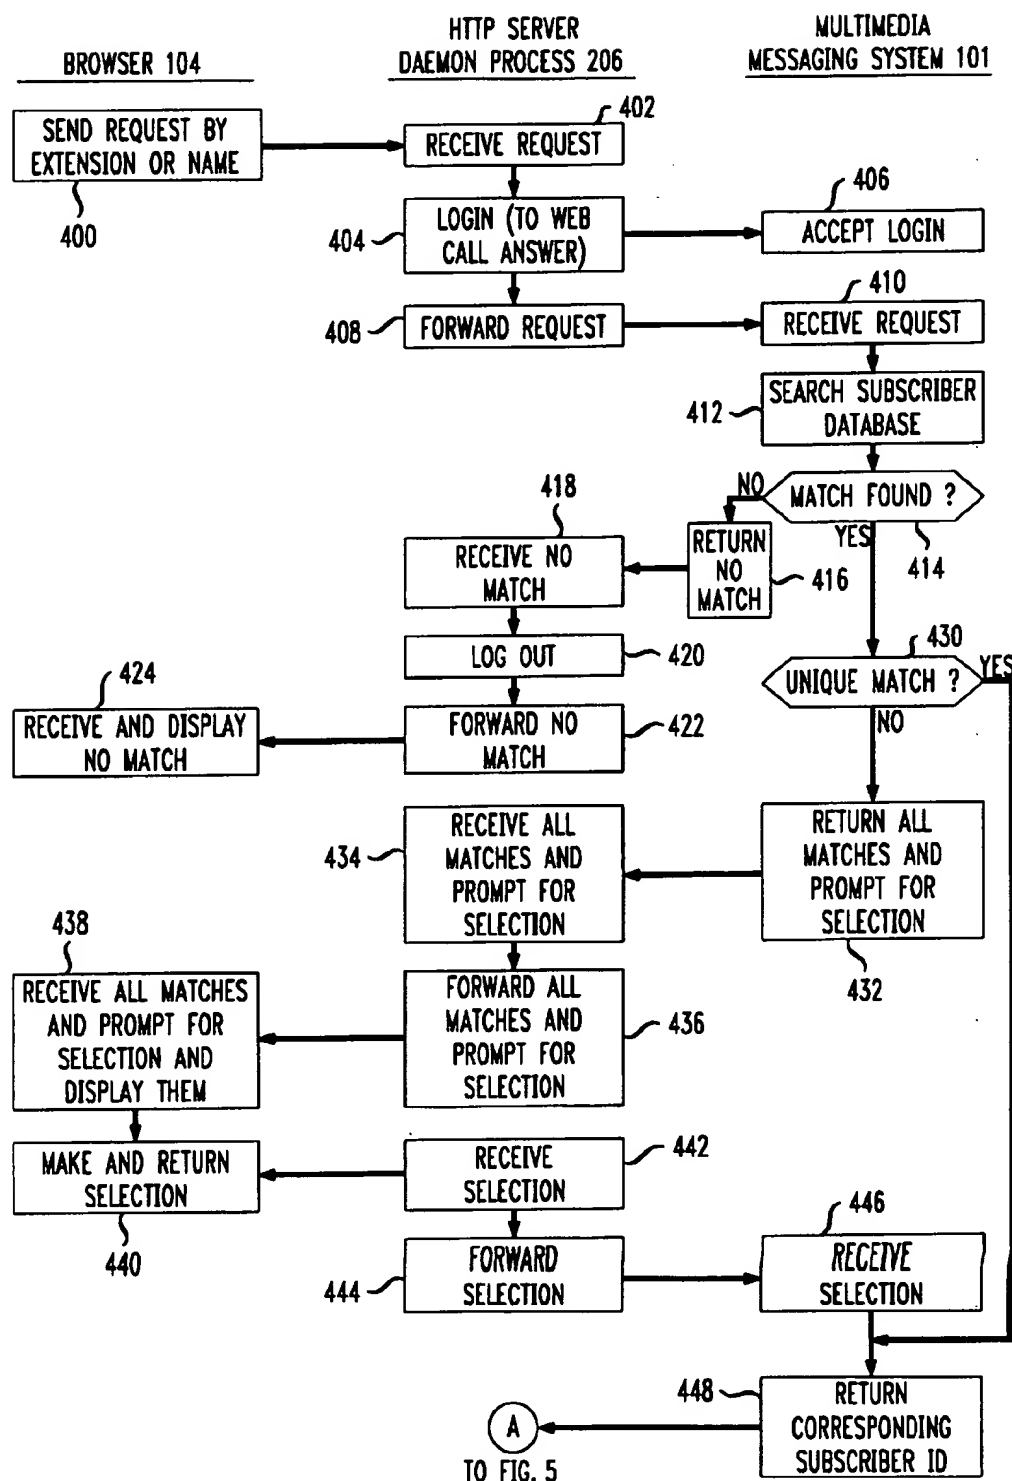 BROWSER 104
HTTP SERVER
DAEMON PROCESS 206
MULTIMEDIA
MESSAGING SYSTEM 101
SEND REQUEST BY
EXTENSION OR NAME
400
402
RECEIVE REQUEST
404
LOGIN (TO WEB
CALL ANSWER)
406
ACCEPT LOGIN
408
FORWARD REQUEST
410
RECEIVE REQUEST
412
SEARCH SUBSCRIBER
DATABASE
MATCH FOUND ?
414
NO
YES
RETURN
NO
MATCH
416
418
RECEIVE NO
MATCH
LOG OUT
420
FORWARD NO
MATCH
422
424
RECEIVE AND DISPLAY
NO MATCH
430
UNIQUE MATCH ?
YES
NO
RETURN ALL
MATCHES AND
PROMPT FOR
SELECTION
432
434
RECEIVE ALL
MATCHES AND
PROMPT FOR
SELECTION
FORWARD ALL
MATCHES AND
PROMPT FOR
SELECTION
436
438
RECEIVE ALL MATCHES
AND PROMPT FOR
SELECTION AND
DISPLAY THEM
MAKE AND RETURN
SELECTION
440
RECEIVE
SELECTION
442
444
FORWARD
SELECTION
446
RECEIVE
SELECTION
448
RETURN
CORRESPONDING
SUBSCRIBER ID
A
TO FIG. 5